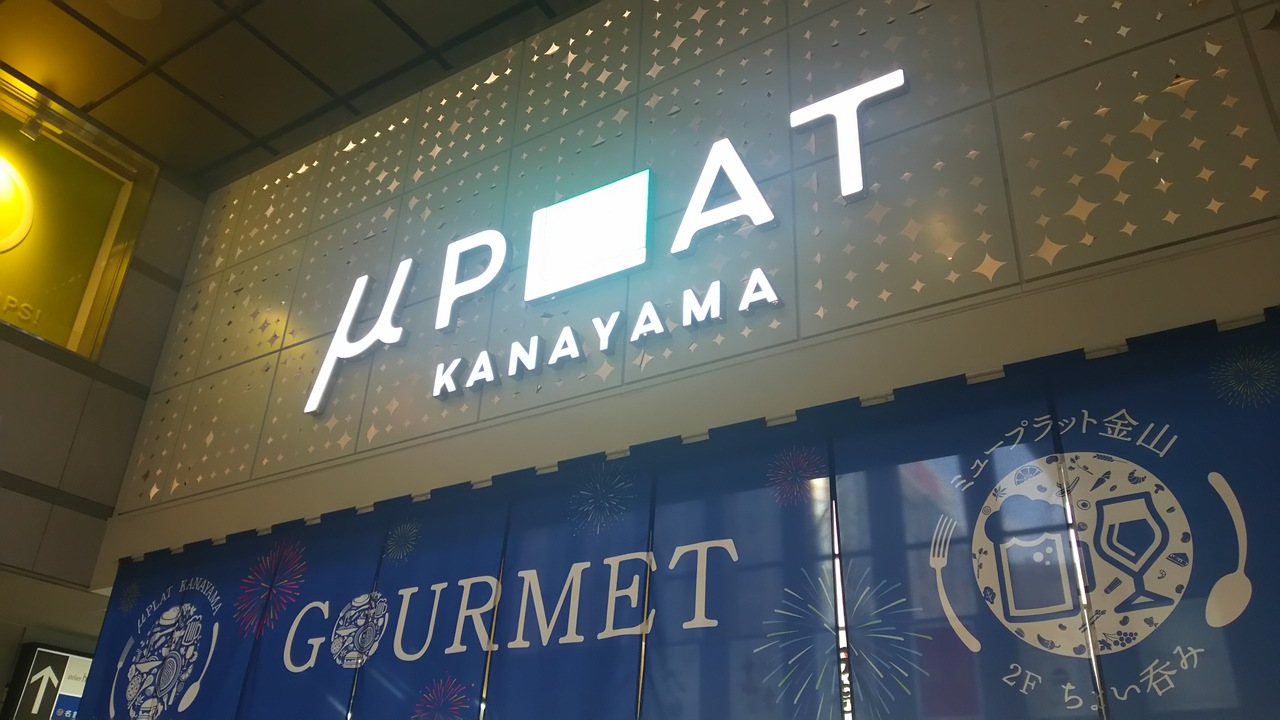 μPLAT
KANAYAMA
PS!
μPLAT KANAYAMA
GOURMET
ミュープラット金山
2F ちょい呑み